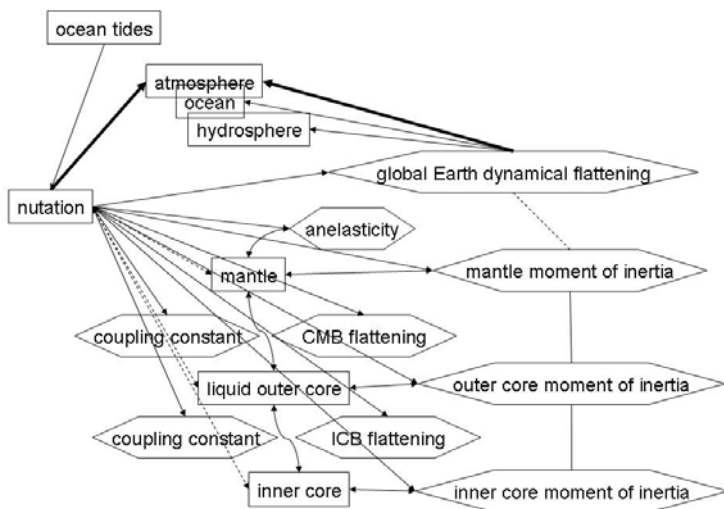 ocean tides
atmosphere
ocean
hydrosphere
global Earth dynamical flattening
nutation
anelasticity
mantle
mantle moment of inertia
coupling constant
CMB flattening
liquid outer core
outer core moment of inertia
coupling constant
ICB flattening
inner core
inner core moment of inertia